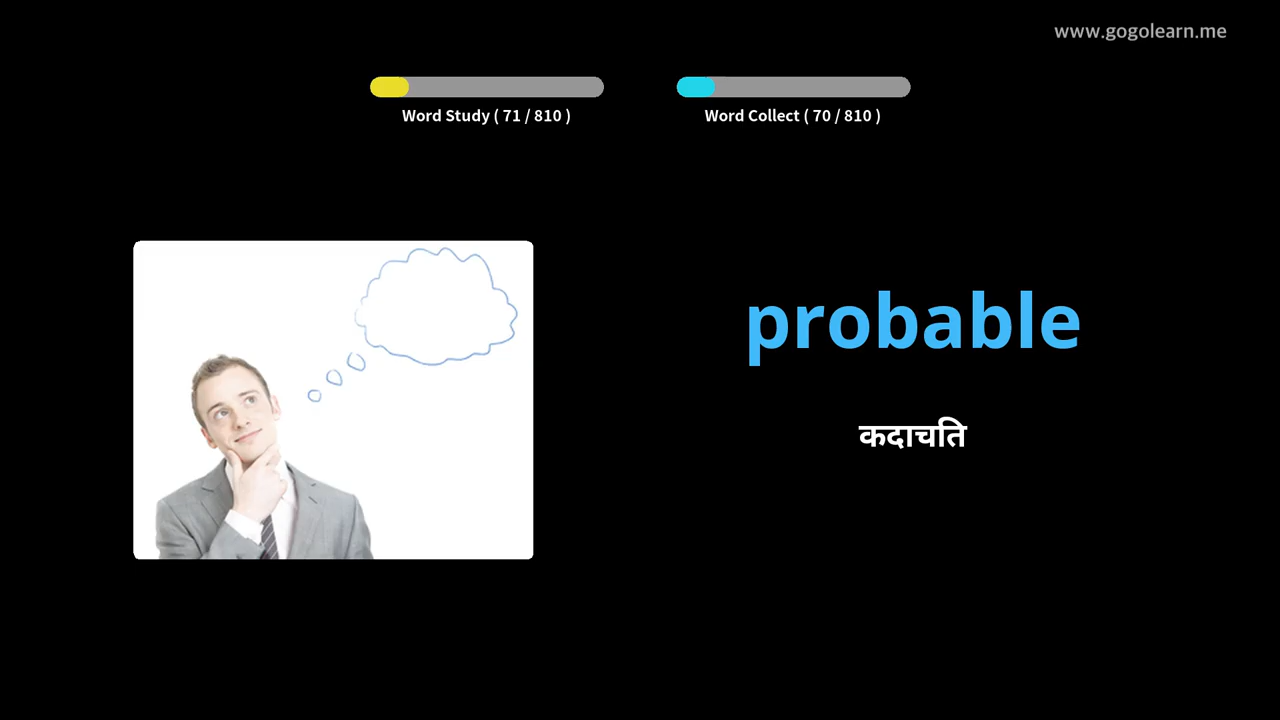 www.gogolearn.me
Word Study ( 71 / 810 )
Word Collect ( 70 / 810 )
probable
कदाचति